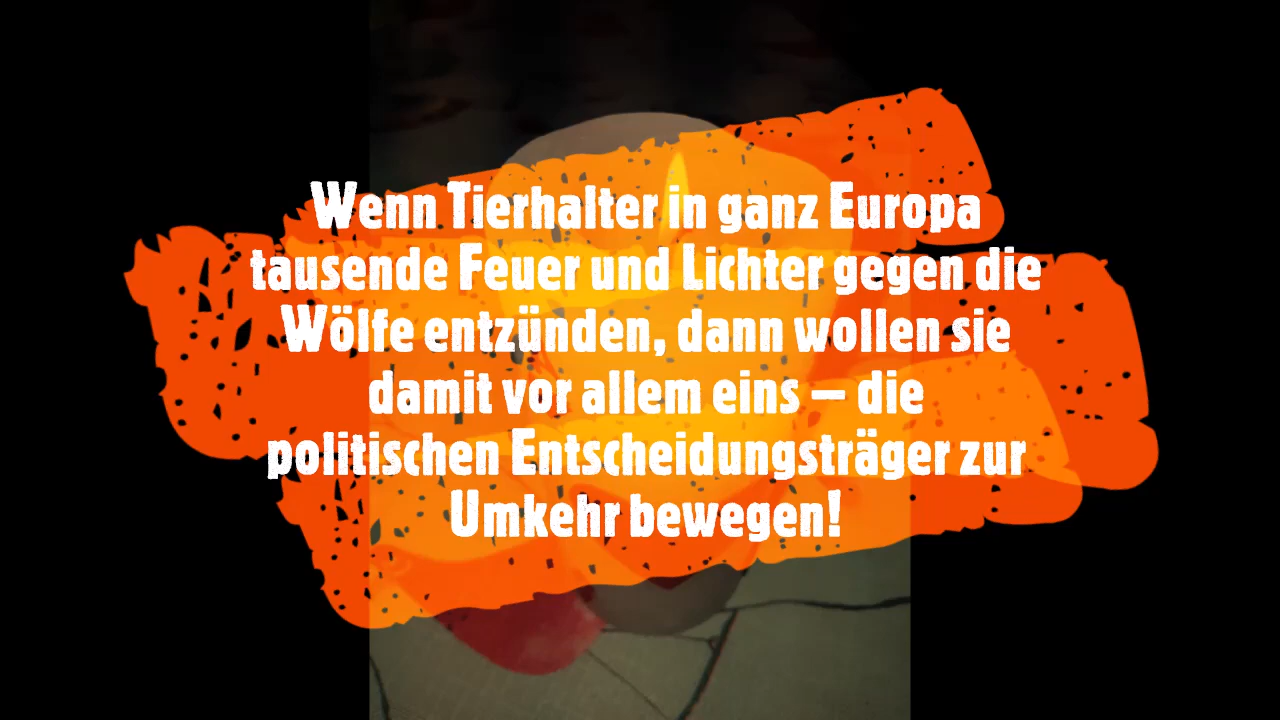 Wenn Tierhalter in ganz Europa
tausende Feuer und Lichter gegen die
Wölfe entzünden, dann wollen sie
damit vor allem eins – die
politischen Entscheidungsträger zur
Umkehr bewegen!